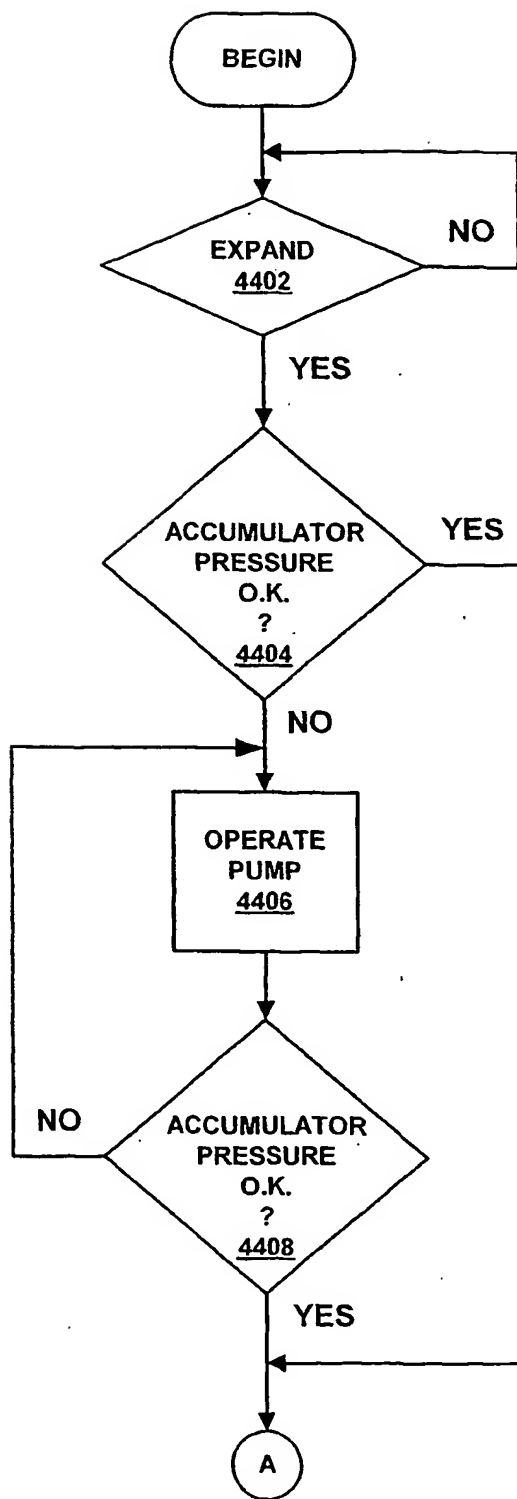 BEGIN
EXPAND
4402
NO
YES
ACCUMULATOR
PRESSURE
O.K.
?
4404
YES
NO
OPERATE
PUMP
4406
ACCUMULATOR
PRESSURE
O.K.
?
4408
NO
YES
A